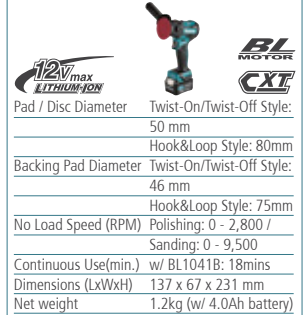 12Vmax
LITHIUM-ION
BL
MOTOR
CXT
Pad / Disc Diameter Twist-On/Twist-Off Style:
50 mm
Hook&Loop Style: 80mm
Backing Pad Diameter Twist-On/Twist-Off Style:
46 mm
Hook&Loop Style: 75mm
No Load Speed (RPM) Polishing: 0 - 2,800 /
Sanding: 0 - 9,500
Continuous Use(min.) w/ BL1041B: 18mins
Dimensions (LxWxH) 137 x 67 x 231 mm
Net weight 1.2kg (w/ 4.0Ah battery)